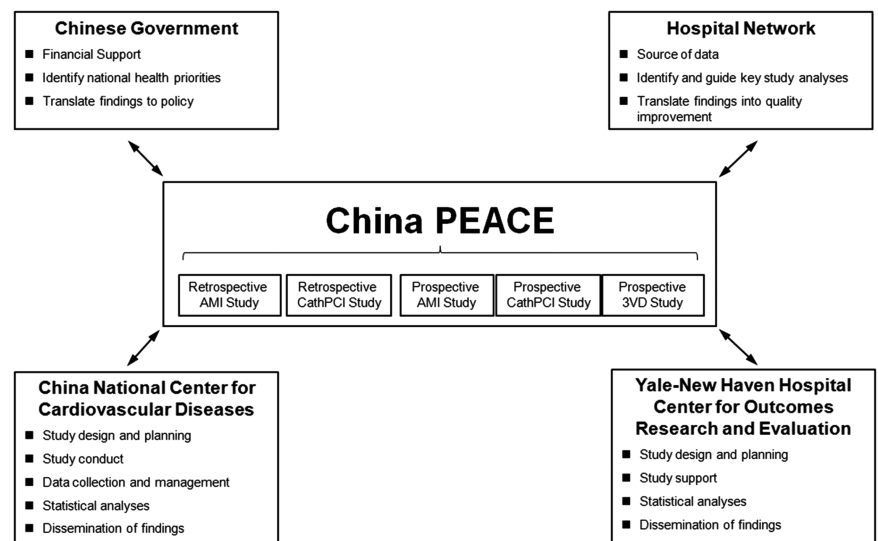 Chinese Government
■ Financial Support
■ Identify national health priorities
■ Translate findings to policy
Hospital Network
■ Source of data
■ Identify and guide key study analyses
■ Translate findings into quality
improvement
China PEACE
Retrospective
AMI Study
Retrospective
CathPCI Study
Prospective
AMI Study
Prospective
CathPCI Study
Prospective
3VD Study
China National Center for
Cardiovascular Diseases
■ Study design and planning
■ Study conduct
■ Data collection and management
■ Statistical analyses
■ Dissemination of findings
Yale-New Haven Hospital
Center for Outcomes
Research and Evaluation
■ Study design and planning
■ Study support
■ Statistical analyses
■ Dissemination of findings